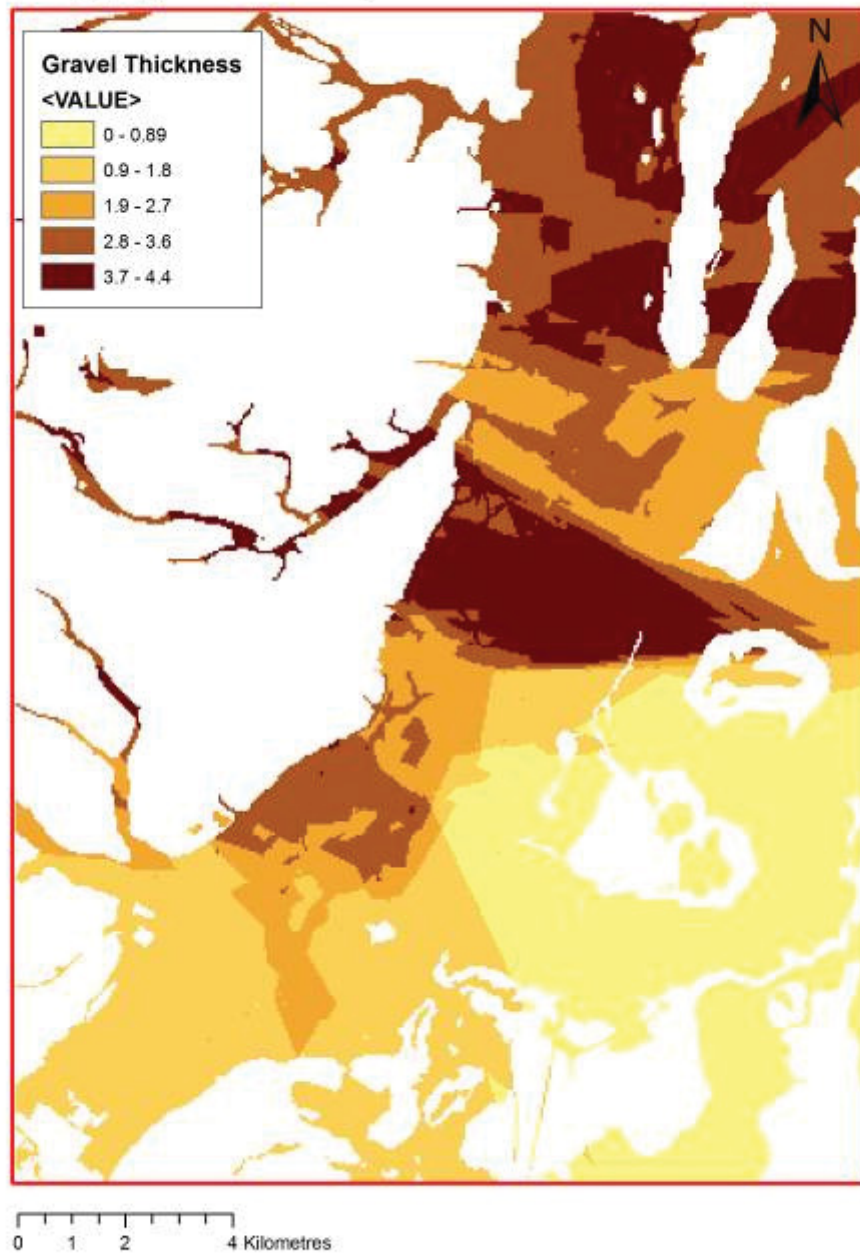 N
Gravel Thickness
<VALUE>
0 - 0,89
0.9 - 1.8
1.9 - 2.7
2.8 - 3.6
3.7 - 4.4
0 1 2 4 Kilometres